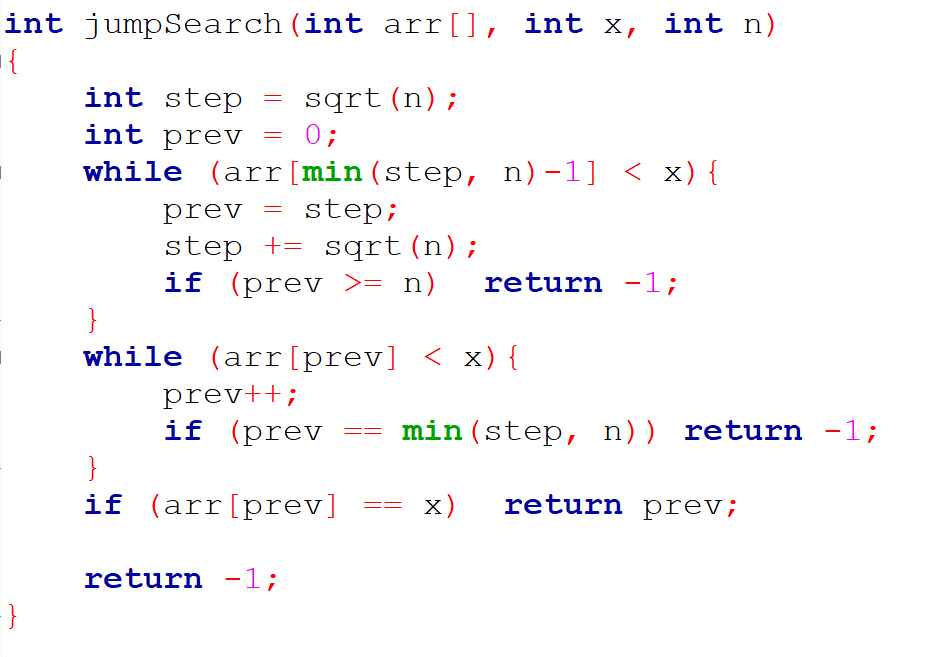 int jumpSearch(int arr[], int x, int n)
{
    int step = sqrt(n);
    int prev = 0;
    while (arr[min(step, n)-1] < x){
        prev = step;
        step += sqrt(n);
        if (prev >= n)  return -1;
    }
    while (arr[prev] < x){
        prev++;
        if (prev == min(step, n)) return -1;
    }
    if (arr[prev] == x)  return prev;

    return -1;
}